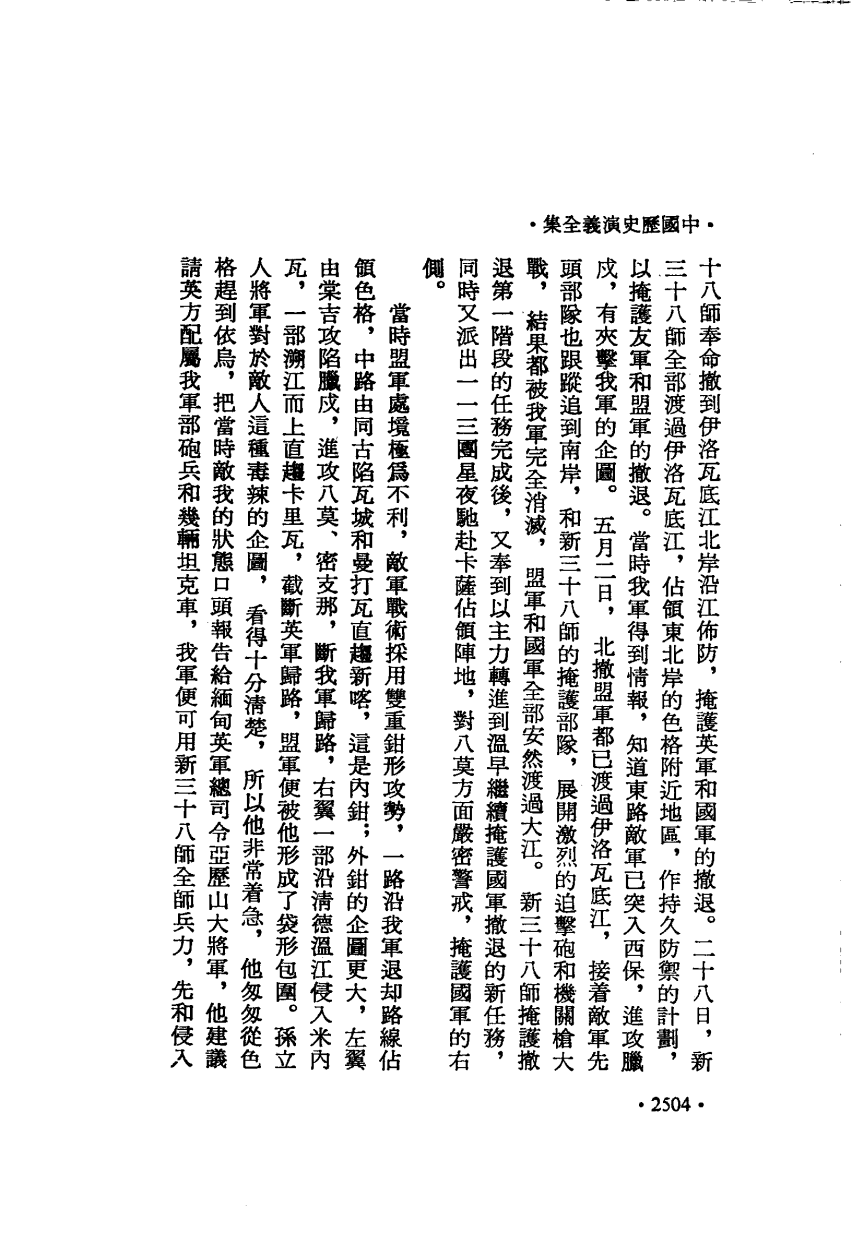 ·中國歷史演義全集·
十八師奉命撤到伊洛瓦底江北岸沿江佈防，掩護英軍和國軍的撤退。二十八日，新
三十八師全部渡過伊洛瓦底江，佔領東北岸的色格附近地區，作持久防禦的計劃，
以掩護友軍和盟軍的撤退。當時我軍得到情報，知道東路敵軍已突入西保，進攻臘
戍，有夾擊我軍的企圖。五月二日，北撤盟軍都已渡過伊洛瓦底江，接着敵軍先
頭部隊也跟蹤追到南岸，和新三十八師的掩護部隊，展開激烈的迫擊砲和機關槍大
戰，結果都被我軍完全消滅，盟軍和國軍全部安然渡過大江。新三十八師掩護撤
退第一階段的任務完成後，又奉到以主力轉進到溫早繼續掩護國軍撤退的新任務，
同時又派出一一三團星夜馳赴卡薩佔領陣地，對八莫方面嚴密警戒，掩護國軍的右
側。
當時盟軍處境極爲不利，敵軍戰術採用雙重鉗形攻勢，一路沿我軍退却路線佔
領色格，中路由同古陷瓦城和曼打瓦直趨新喀，這是內鉗；外鉗的企圖更大，左翼
由棠吉攻陷臘戍，進攻八莫、密支那，斷我軍歸路，右翼一部沿清德溫江侵入米內
瓦，一部溯江而上直趨卡里瓦，截斷英軍歸路，盟軍便被他形成了袋形包圍。孫立
人將軍對於敵人這種毒辣的企圖，看得十分清楚，所以他非常着急，他匆匆從色
格趕到依烏，把當時敵我的狀態口頭報告給緬甸英軍總司令亞歷山大將軍，他建議
請英方配屬我軍部砲兵和幾輛坦克車，我軍便可用新三十八師全師兵力，先和侵入
·2504·